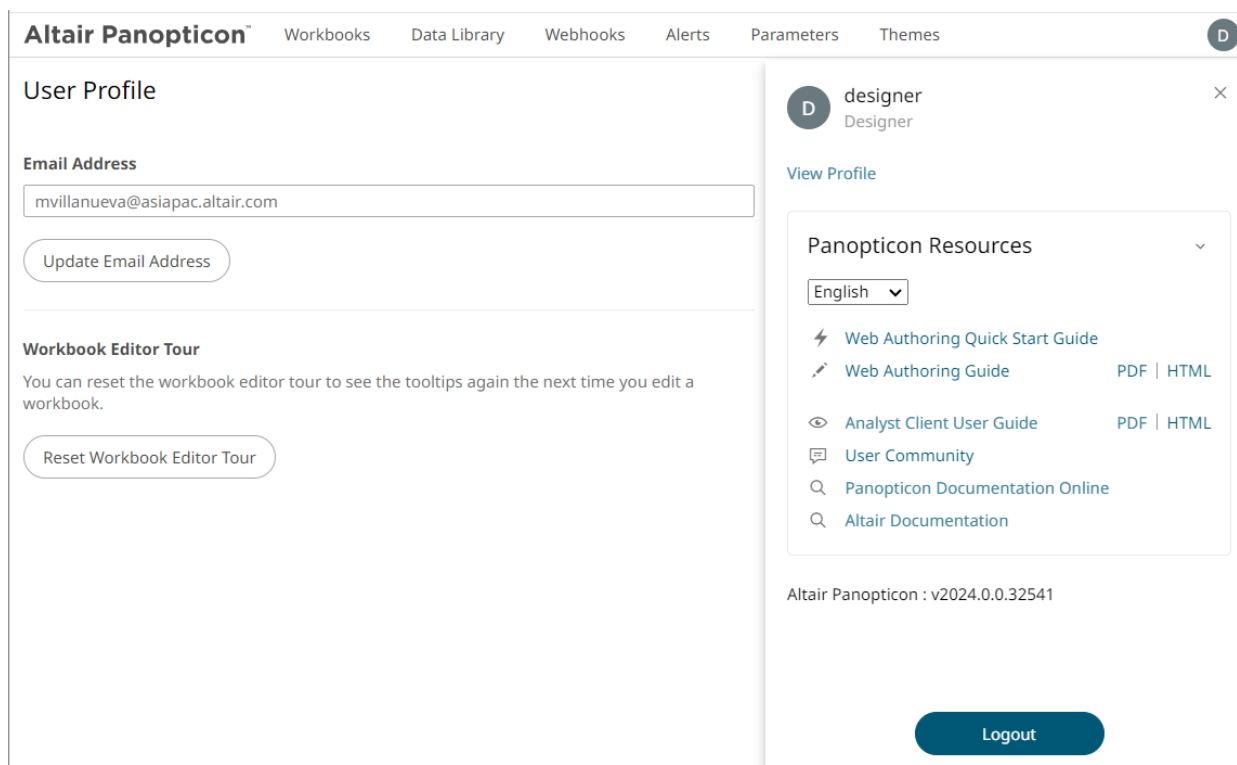 Altair Panopticon™ Workbooks Data Library Webhooks Alerts Parameters Themes D
User Profile
Email Address
mvillanueva@asiapac.altair.com
Update Email Address
Workbook Editor Tour
You can reset the workbook editor tour to see the tooltips again the next time you edit a
workbook.
Reset Workbook Editor Tour
D designer
Designer
View Profile
Panopticon Resources
English
Web Authoring Quick Start Guide
Web Authoring Guide PDF | HTML
Analyst Client User Guide PDF | HTML
User Community
Panopticon Documentation Online
Altair Documentation
Altair Panopticon : v2024.0.0.32541
Logout